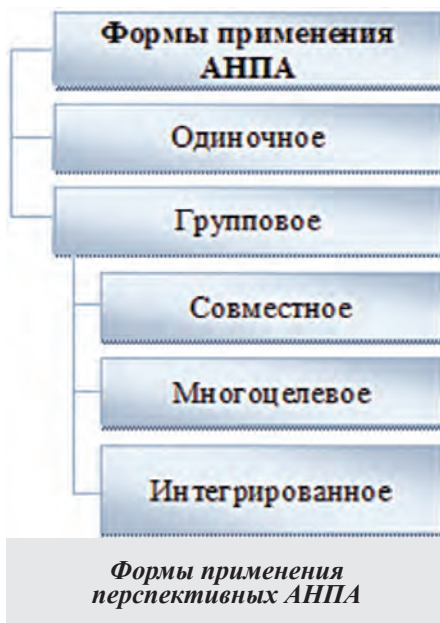 Формы применения
АНПА
Одиночное
Групповое
Совместное
Многоцелевое
Интегрированное
Формы применения
перспективных АНПА